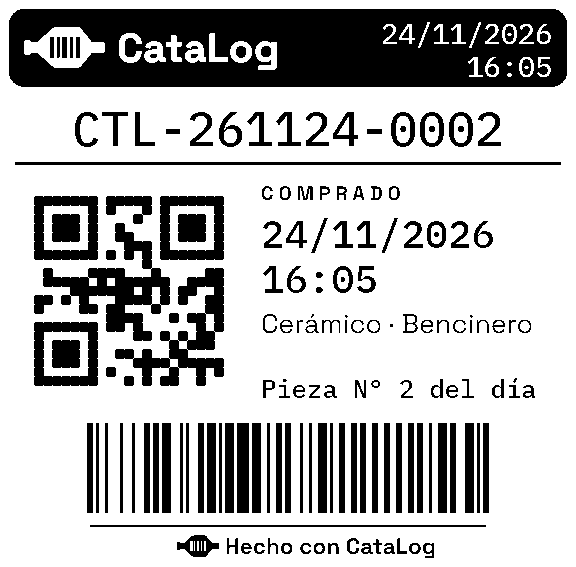 CataLog
24/11/2026
16:05
CTL-261124-0002
COMPRADO
24/11/2026
16:05
Cerámico · Bencinero
Pieza N° 2 del día
Hecho con CataLog